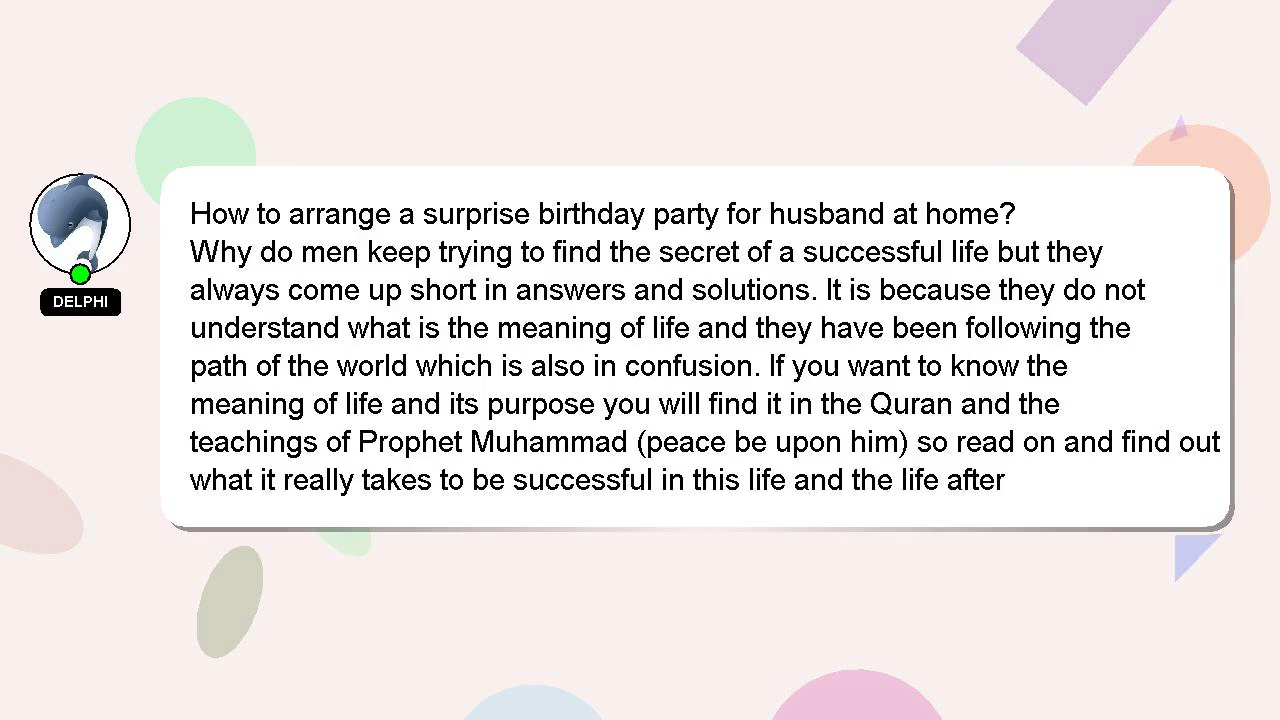 How to arrange a surprise birthday party for husband at home?
Why do men keep trying to find the secret of a successful life but they
always come up short in answers and solutions. It is because they do not
understand what is the meaning of life and they have been following the
path of the world which is also in confusion. If you want to know the
meaning of life and its purpose you will find it in the Quran and the
teachings of Prophet Muhammad (peace be upon him) so read on and find out
what it really takes to be successful in this life and the life after
DELPHI